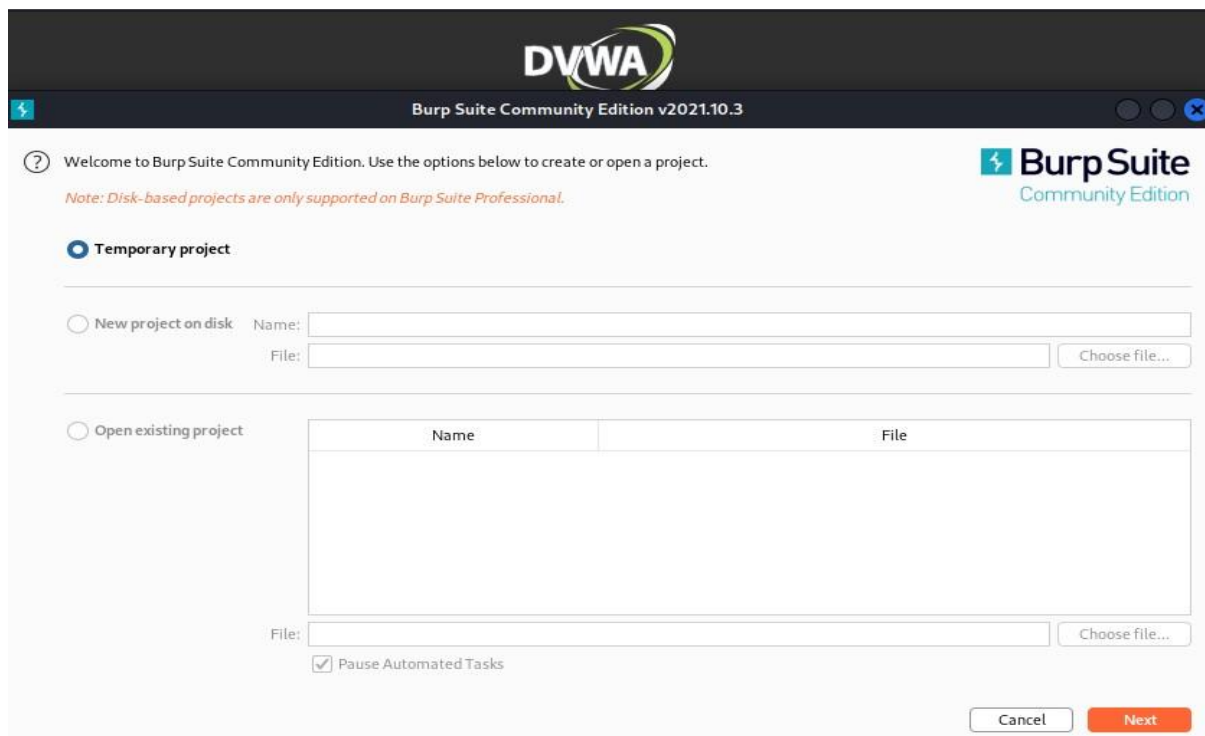 DVWA
Burp Suite Community Edition v2021.10.3
Welcome to Burp Suite Community Edition. Use the options below to create or open a project.
Note: Disk-based projects are only supported on Burp Suite Professional.
Burp Suite
Community Edition
Temporary project
New project on disk Name:
File: Choose file...
Open existing project
Name File
File: Choose file...
Pause Automated Tasks
Cancel Next